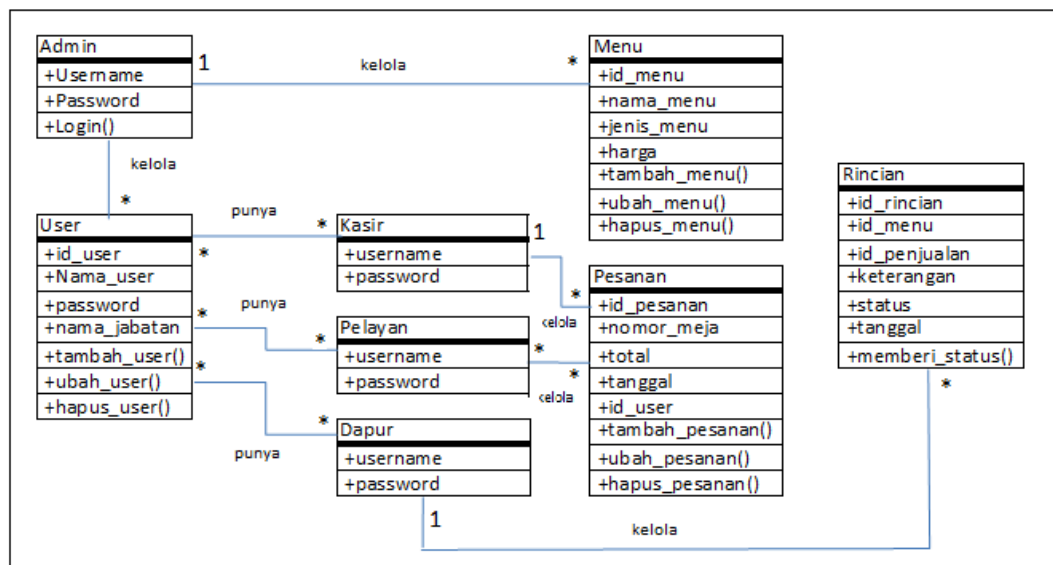 Admin
+Username
+Password
+Login()
1
kelola
*
Menu
+id_menu
+nama_menu
+jenis_menu
+harga
+tambah_menu()
+ubah_menu()
+hapus_menu()
kelola
*
User
+id_user
+Nama_user
+password
+nama_jabatan
+tambah_user()
+ubah_user()
+hapus_user()
punya
*
*
Kasir
+username
+password
1
kelola
*
punya
*
*
Pelayan
+username
+password
*
kelola
*
Pesanan
+id_pesanan
+nomor_meja
+total
+tanggal
+id_user
+tambah_pesanan()
+ubah_pesanan()
+hapus_pesanan()
*
punya
*
Dapur
+username
+password
1
kelola
*
Rincian
+id_rincian
+id_menu
+id_penjualan
+keterangan
+status
+tanggal
+memberi_status()